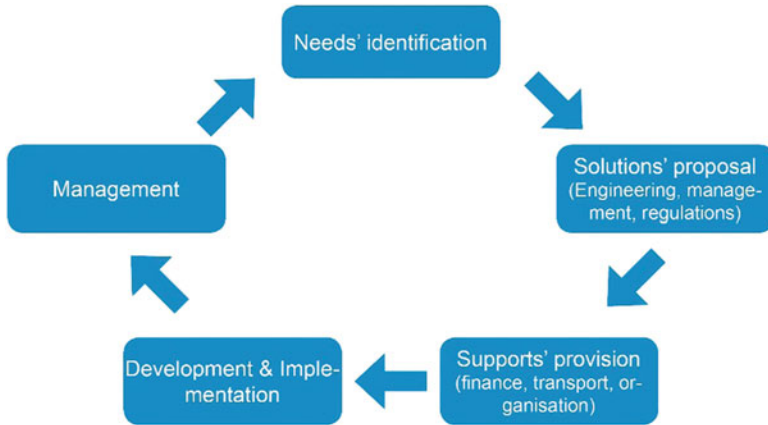 Needs' identification
Solutions' proposal
(Engineering, manage-
ment, regulations)
Supports' provision
(finance, transport, or-
ganisation)
Development & Imple-
mentation
Management